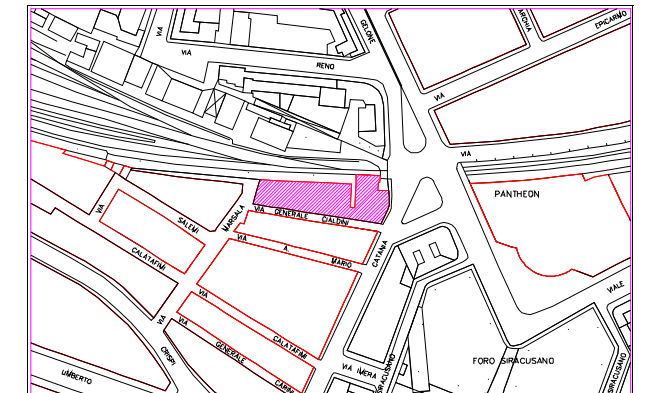 VIA
GELONE
ARCHIA
EPICARMO
VIA
RENO
VIA
VIA
PANTHEON
VIA
SALEMI
MARSALA
VIA GENERALE CIALDINI
CALATAFIMI
VIA A. MARIO
CATANIA
VIALE
VIA
VIA
VIA
CALATAFIMI
GENERALE
CARINI
CRISPI
UMBERTO
VIA IMERA
SIRACUSANO
FORO SIRACUSANO
SIRACUSANO